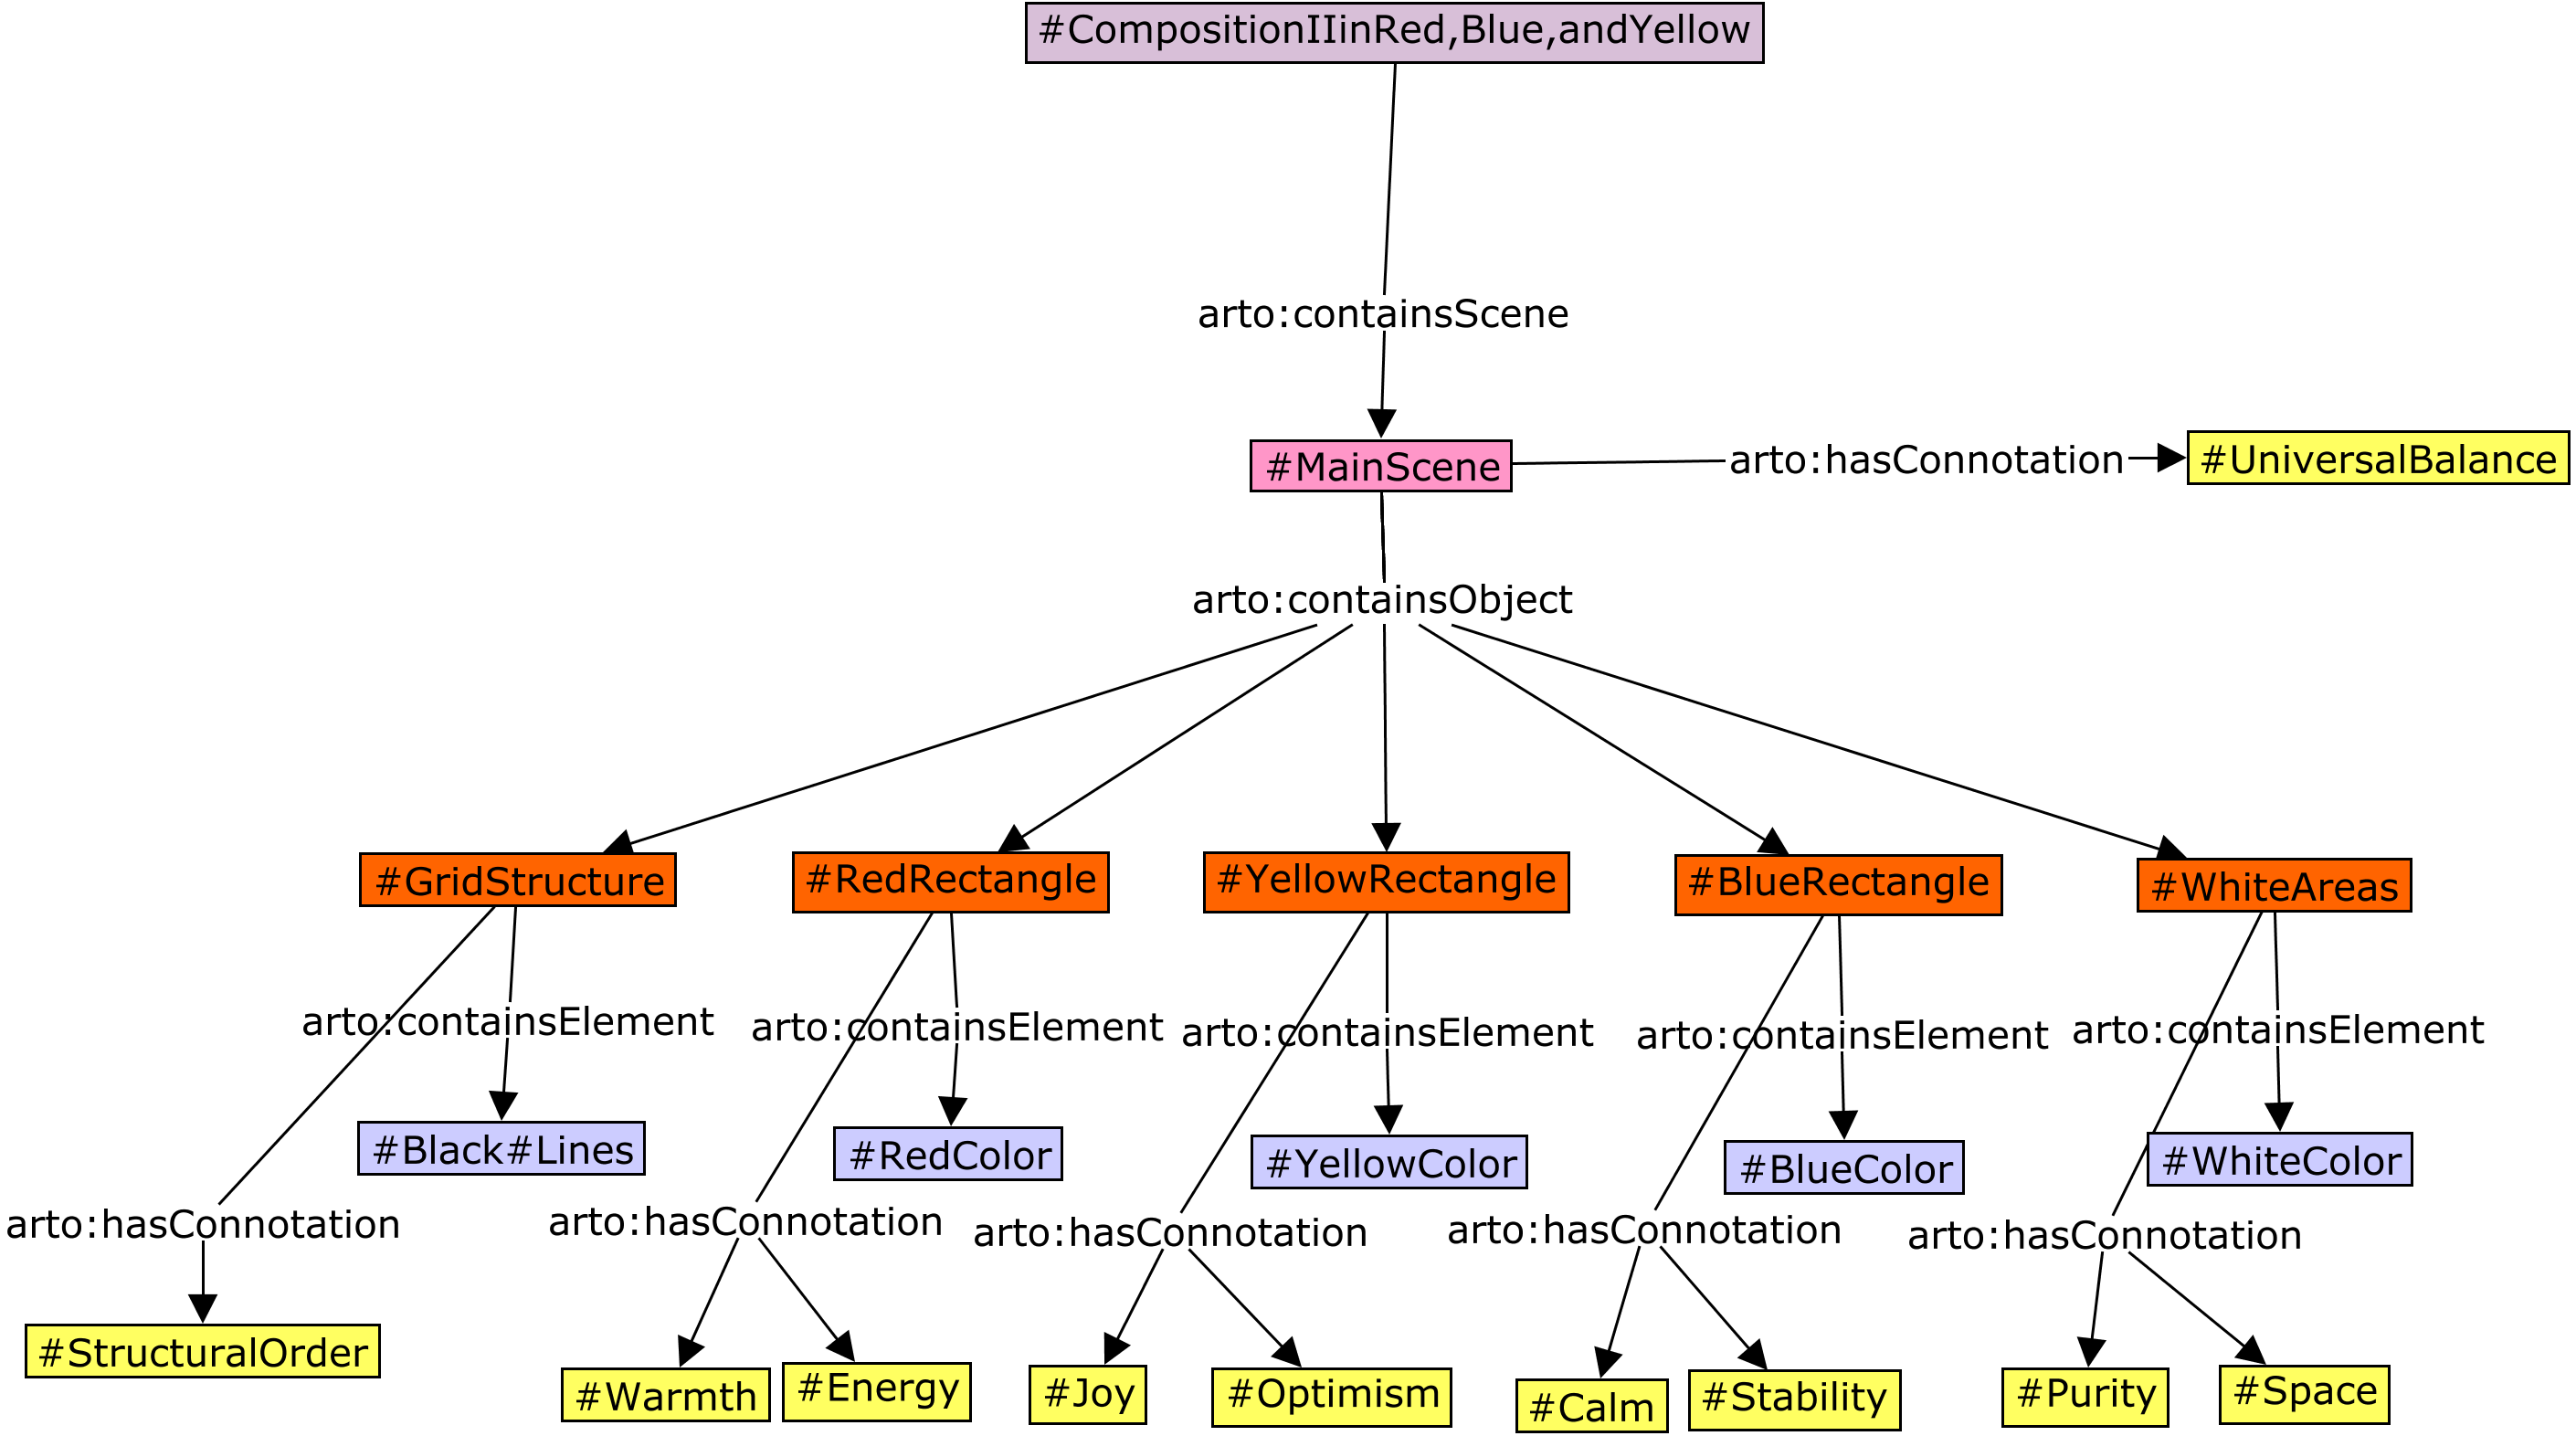 #CompositionIIinRed,Blue,andYellow
arto:containsScene
#MainScene
arto:hasConnotation
#UniversalBalance
arto:containsObject
#GridStructure
#RedRectangle
#YellowRectangle
#BlueRectangle
#WhiteAreas
arto:containsElement
arto:containsElement
arto:containsElement
arto:containsElement
arto:containsElement
#Black#Lines
#RedColor
#YellowColor
#BlueColor
#WhiteColor
arto:hasConnotation
arto:hasConnotation
arto:hasConnotation
arto:hasConnotation
arto:hasConnotation
#StructuralOrder
#Warmth
#Energy
#Joy
#Optimism
#Calm
#Stability
#Purity
#Space